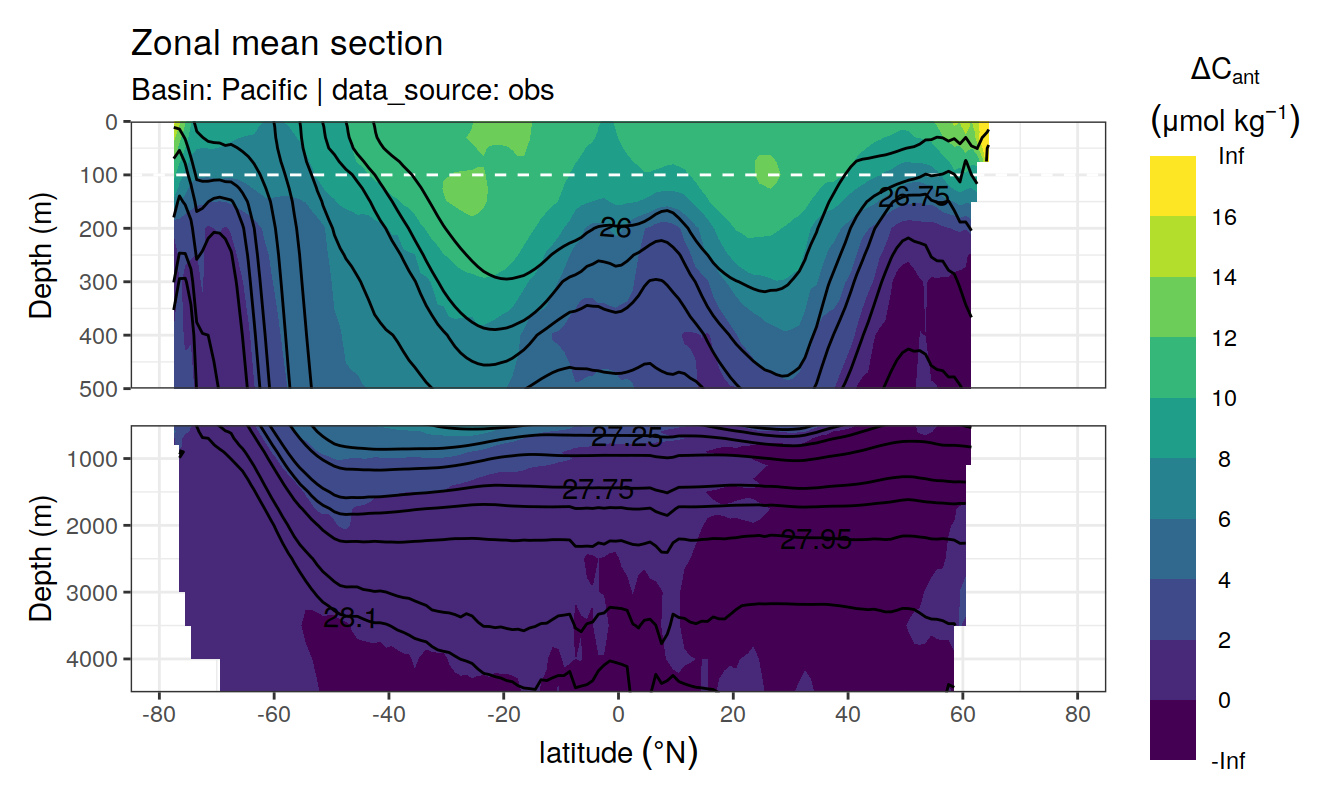 Zonal mean section
Basin: Pacific | data_source: obs
ΔCant
(μmol kg⁻¹)
Inf
16
14
12
10
8
6
4
2
0
-Inf
Depth (m)
0
100
200
300
400
500
26
26.75
Depth (m)
1000
2000
3000
4000
27.25
27.75
27.95
28.1
-80 -60 -40 -20 0 20 40 60 80
latitude (°N)